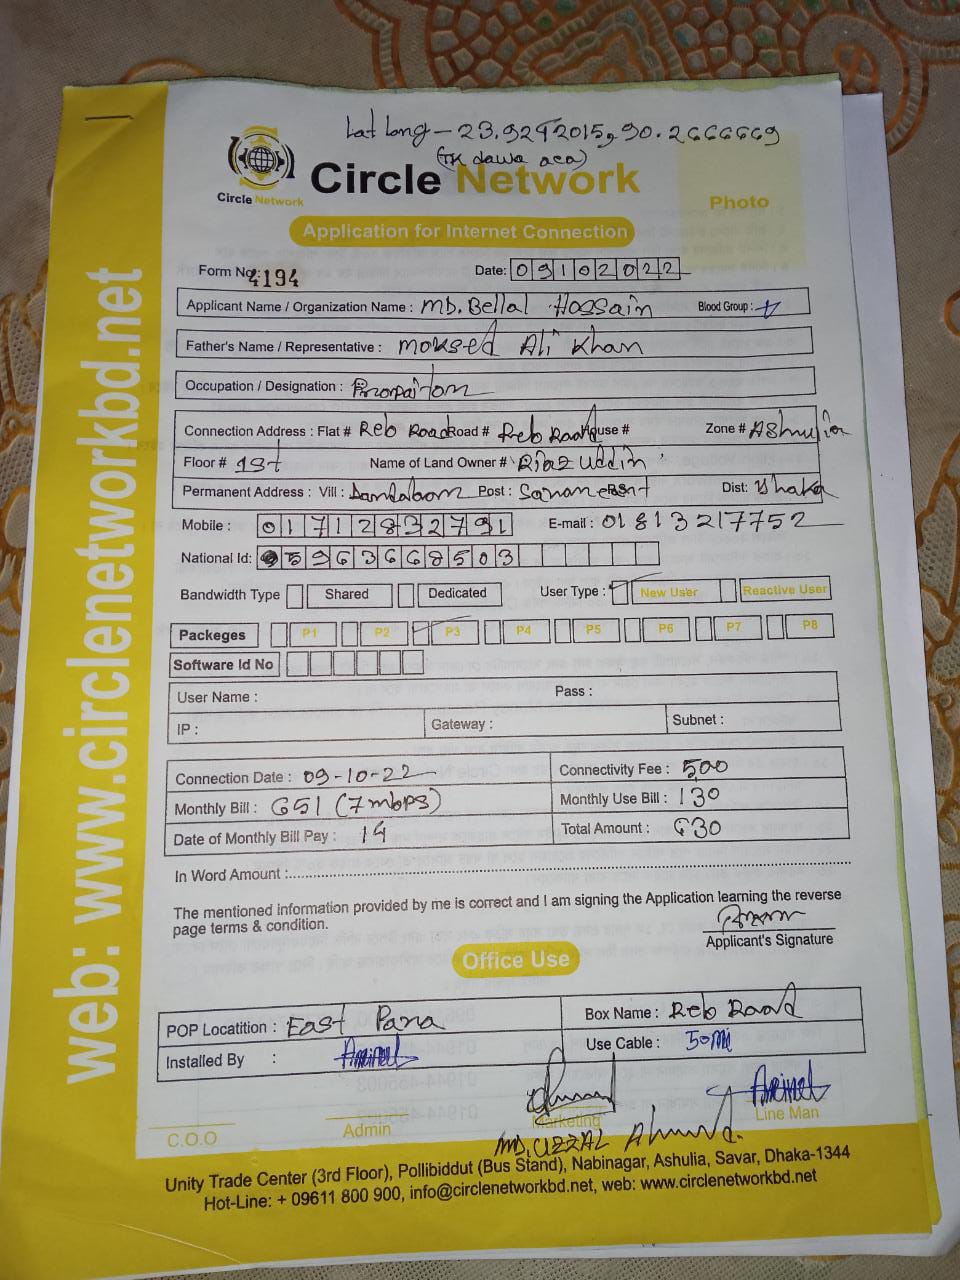 Lat long - 23.9292015, 90.2666669
Circle Network
Circle Network
Photo
Application for Internet Connection
Form No: 4194
Date: 09102022
Applicant Name / Organization Name : MD. Bellal Hossain Blood Group :
Father's Name / Representative : Moksed Ali Khan
Occupation / Designation :
Connection Address : Flat # Reb Road Road # Reb Road House # Zone # Ashulia
Floor # 1st Name of Land Owner # Riaz Uddin
Permanent Address : Vill : Post : Dist: Dhaka
Mobile : 01712832791 E-mail : 01813217752
National Id: 5963668503
Bandwidth Type Shared Dedicated User Type : New User Reactive User
Packeges P1 P2 P3 P4 P5 P6 P7 P8
Software Id No
User Name : Pass :
IP : Gateway : Subnet :
Connection Date : 09-10-22 Connectivity Fee : 500
Monthly Bill : 651 (7mbps) Monthly Use Bill : 130
Date of Monthly Bill Pay : 14 Total Amount : 630
In Word Amount :
The mentioned information provided by me is correct and I am signing the Application learning the reverse
page terms & condition.
Applicant's Signature
Office Use
POP Locatition : East Para Box Name : Reb Road
Installed By : Use Cable : 50 m
C.O.O Admin Marketing Line Man
MD. UZZAL Ahmed.
Unity Trade Center (3rd Floor), Pollibiddut (Bus Stand), Nabinagar, Ashulia, Savar, Dhaka-1344
Hot-Line: + 09611 800 900, info@circlenetworkbd.net, web: www.circlenetworkbd.net
web: www.circlenetworkbd.net